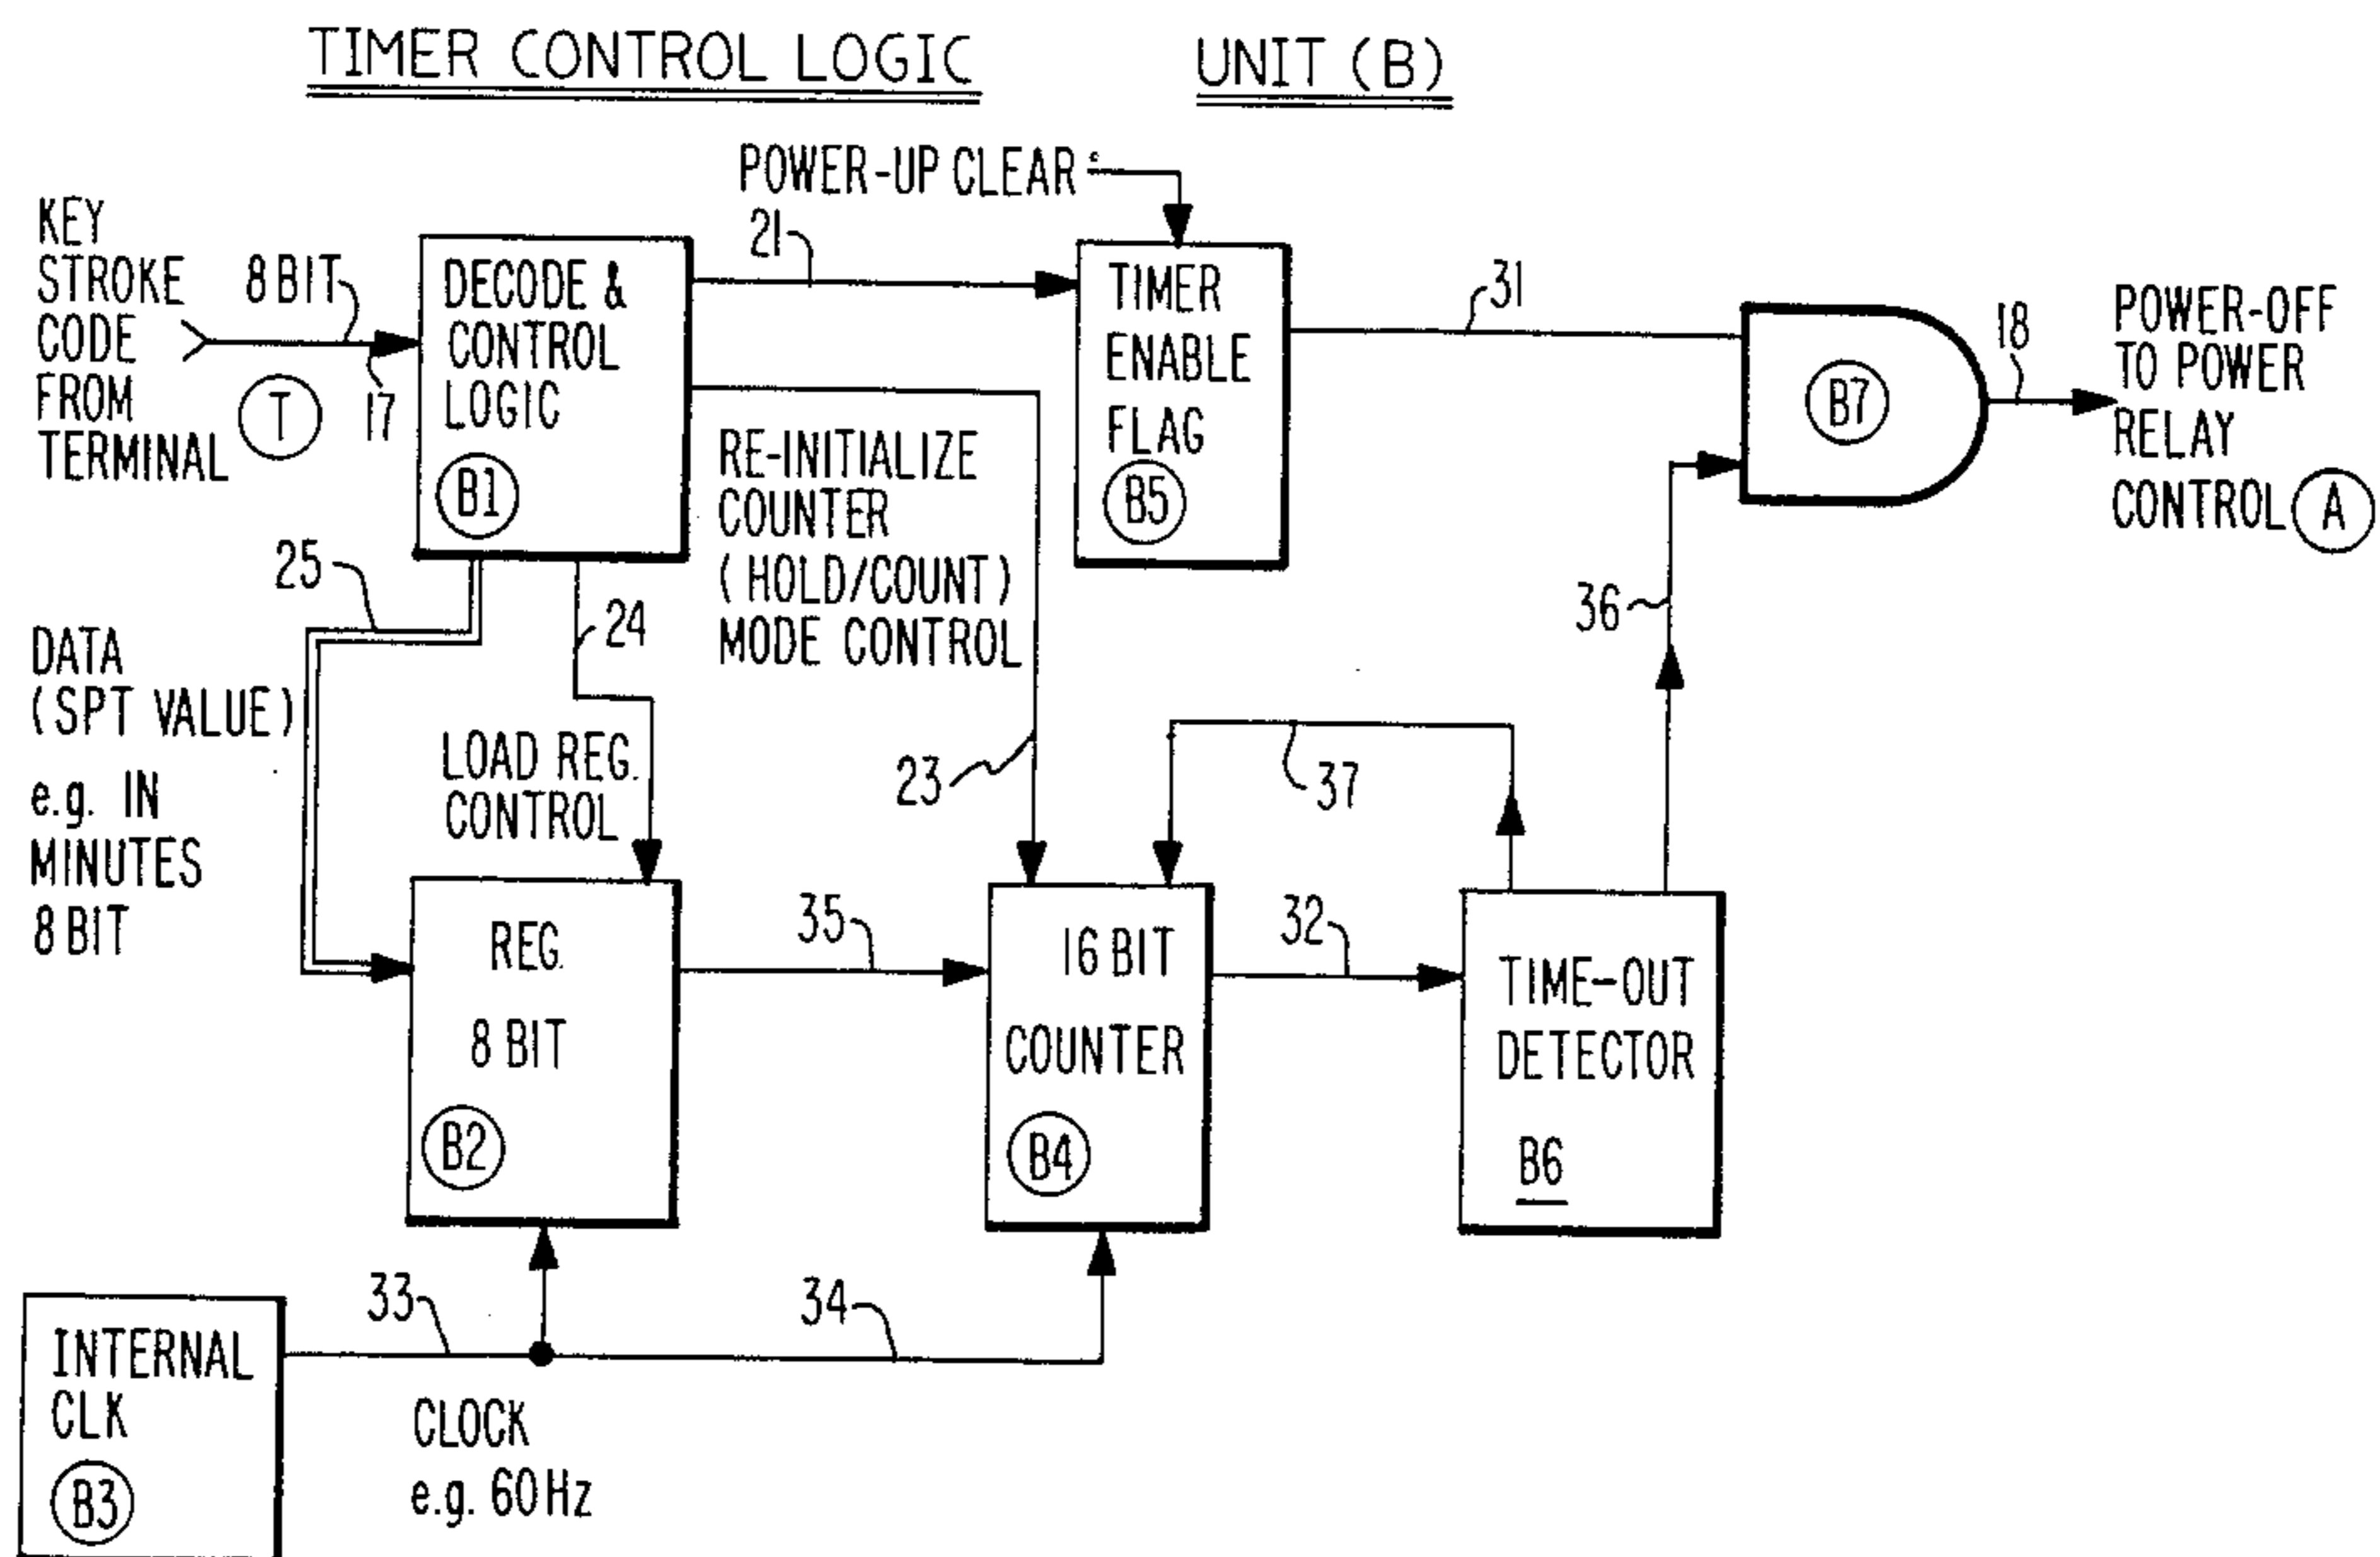 TIMER CONTROL LOGIC
UNIT (B)
POWER-UP CLEAR
KEY
STROKE
CODE
FROM
TERMINAL
T
8 BIT
17
DECODE &
CONTROL
LOGIC
B1
21
TIMER
ENABLE
FLAG
B5
31
B7
18
POWER-OFF
TO POWER
RELAY
CONTROL A
RE-INITIALIZE
COUNTER
(HOLD/COUNT)
MODE CONTROL
25
24
36
DATA
(SPT VALUE)
e.g. IN
MINUTES
8 BIT
LOAD REG.
CONTROL
23
37
REG.
8 BIT
B2
35
16 BIT
COUNTER
B4
32
TIME-OUT
DETECTOR
B6
INTERNAL
CLK
B3
33
34
CLOCK
e.g. 60 Hz